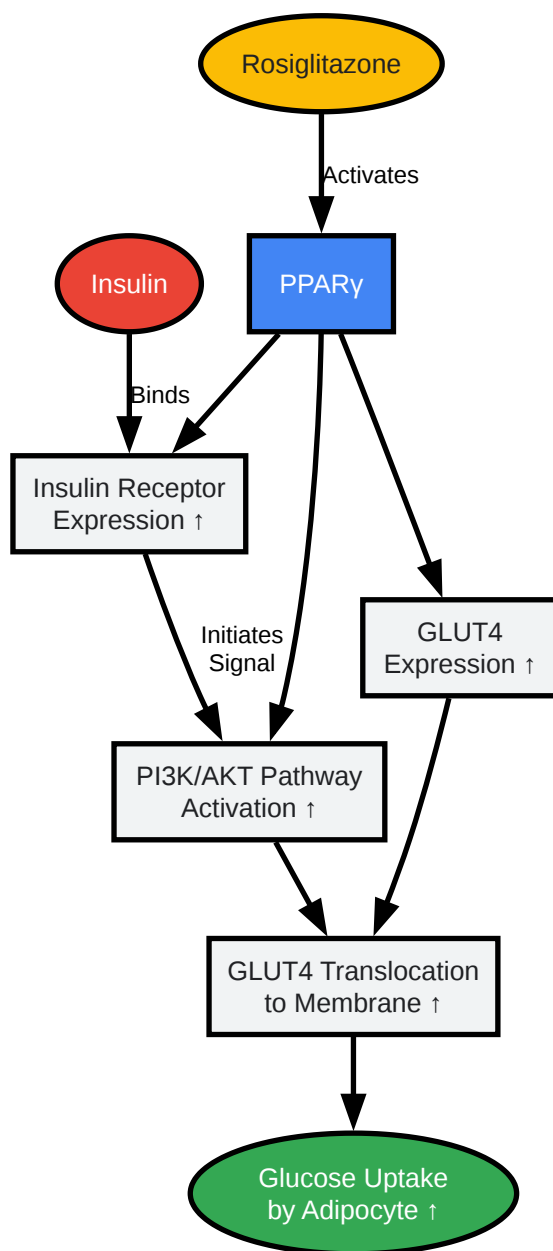 Rosiglitazone
Activates
Insulin
PPARγ
Binds
Insulin Receptor
Expression ↑
Initiates
Signal
GLUT4
Expression ↑
PI3K/AKT Pathway
Activation ↑
GLUT4 Translocation
to Membrane ↑
Glucose Uptake
by Adipocyte ↑